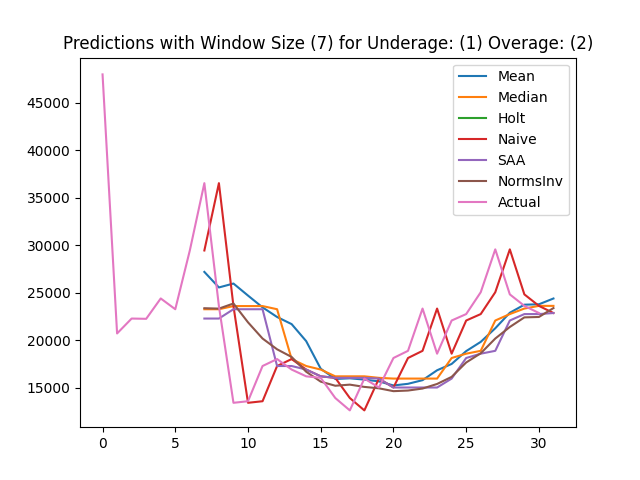 Predictions with Window Size (7) for Underage: (1) Overage: (2)
Mean
Median
Holt
Naive
SAA
NormsInv
Actual
45000
40000
35000
30000
25000
20000
15000
0 5 10 15 20 25 30